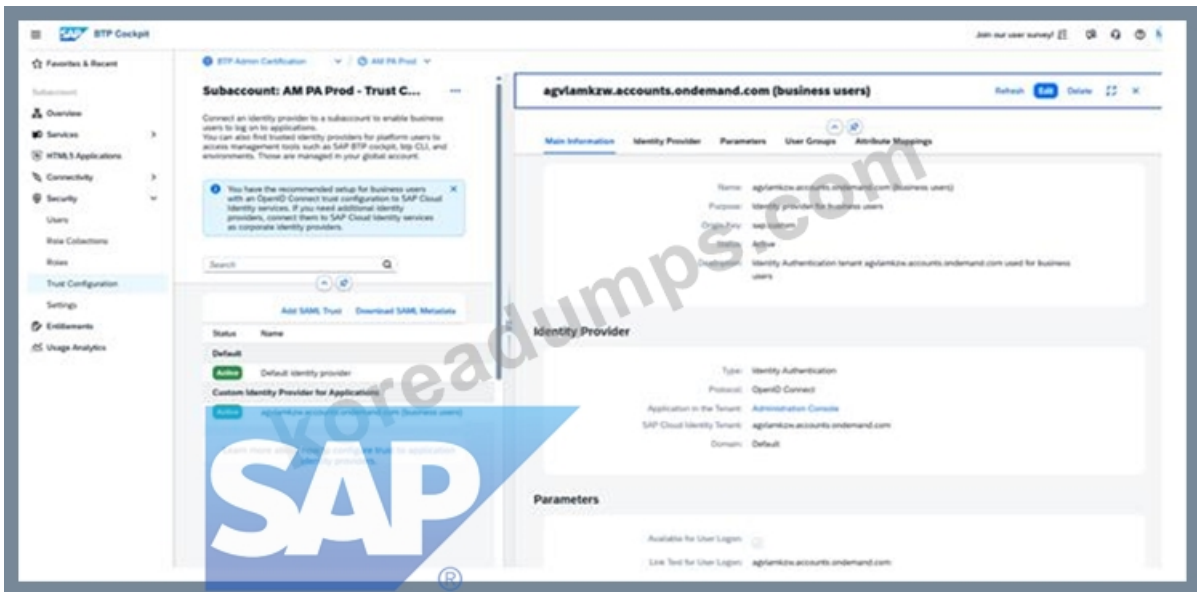 SAP BTP Cockpit
Join our user survey!
Favorites & Recent
Subaccount
Overview
Services
HTML5 Applications
Connectivity
Security
Users
Role Collections
Roles
Trust Configuration
Settings
Entitlements
Usage Analytics
BTP Admin Certification / AM PA Prod
Subaccount: AM PA Prod - Trust C...
Connect an identity provider to a subaccount to enable business
users to log on to applications.
You can also find trusted identity providers for platform users to
access management tools such as SAP BTP cockpit, btp CLI, and
environments. Those are managed in your global account.
You have the recommended setup for business users
with an OpenID Connect trust configuration to SAP Cloud
Identity services. If you need additional identity
providers, connect them to SAP Cloud Identity services
as corporate identity providers.
Search
Add SAML Trust Download SAML Metadata
Status Name
Default
Active Default identity provider
Custom Identity Provider for Applications
Active agvlamkzw.accounts.ondemand.com (business users)
Learn more about how to configure trust to application
identity providers.
agvlamkzw.accounts.ondemand.com (business users)
Refresh Edit Delete
Main Information Identity Provider Parameters User Groups Attribute Mappings
Name: agvlamkzw.accounts.ondemand.com (business users)
Purpose: Identity provider for business users
Origin Key: sap.custom
Status: Active
Description: Identity Authentication tenant agvlamkzw.accounts.ondemand.com used for business
users
Identity Provider
Type: Identity Authentication
Protocol: OpenID Connect
Application in the Tenant: Administration Console
SAP Cloud Identity Tenant: agvlamkzw.accounts.ondemand.com
Domain: Default
Parameters
Available for User Logon:
Link Text for User Logon: agvlamkzw.accounts.ondemand.com
koreadumps.com
SAP ®